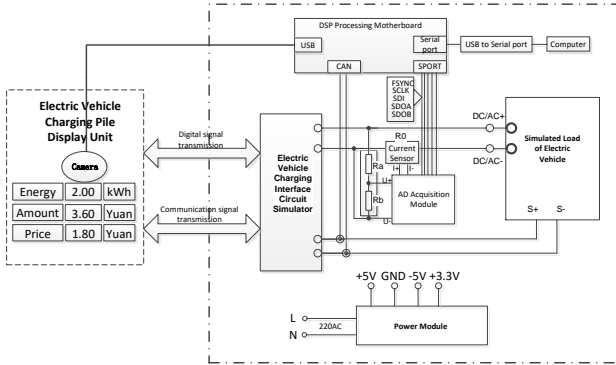 DSP Processing Motherboard
USB
Serial
port
USB to Serial port
Computer
CAN
SPORT
FSYNC
SCLK
SDI
SDOA
SDOB
Electric Vehicle
Charging Pile
Display Unit
Camera
Energy 2.00 kWh
Amount 3.60 Yuan
Price 1.80 Yuan
Digital signal
transmission
Communication signal
transmission
Electric
Vehicle
Charging
Interface
Circuit
Simulator
R0
Current
Sensor
I+ I-
Ra
Rb
U+
U-
AD Acquisition
Module
DC/AC+
DC/AC-
Simulated Load
of Electric
Vehicle
S+ S-
+5V GND -5V +3.3V
L
N
220AC
Power Module